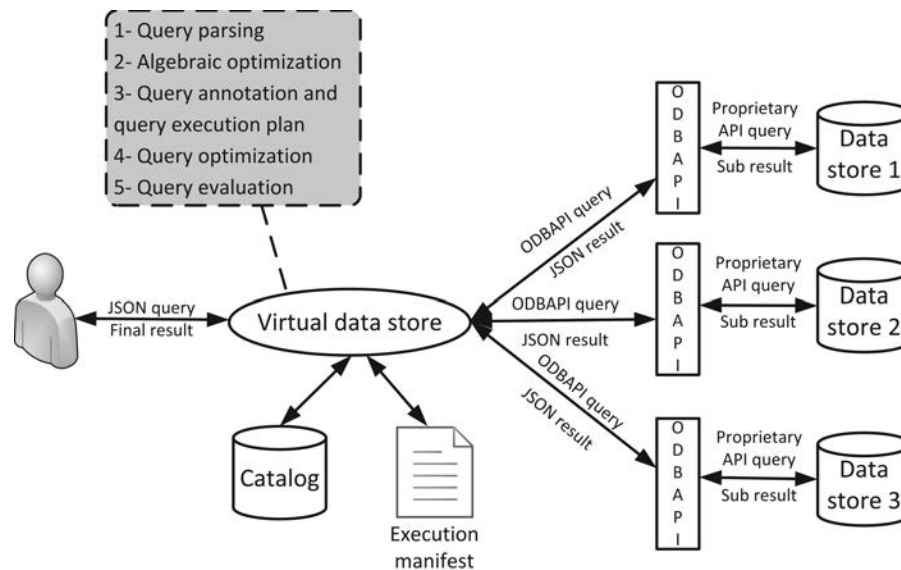 1- Query parsing
2- Algebraic optimization
3- Query annotation and
query execution plan
4- Query optimization
5- Query evaluation
JSON query
Final result
Virtual data store
Catalog
Execution
manifest
ODBAPI query
JSON result
ODBAPI
Proprietary
API query
Sub result
Data
store 1
ODBAPI query
JSON result
ODBAPI
Proprietary
API query
Sub result
Data
store 2
ODBAPI query
JSON result
ODBAPI
Proprietary
API query
Sub result
Data
store 3